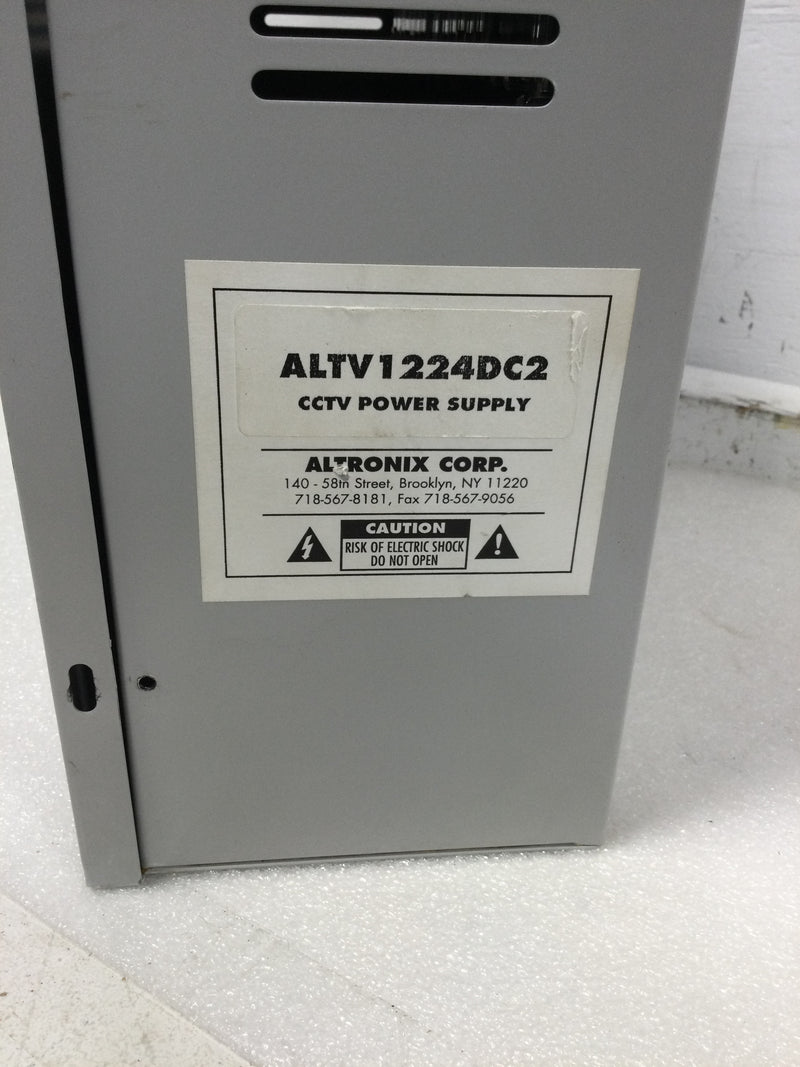 ALTV1224DC2
CCTV POWER SUPPLY
ALTRONIX CORP.
140 - 58th Street, Brooklyn, NY 11220
718-567-8181, Fax 718-567-9056
CAUTION
RISK OF ELECTRIC SHOCK
DO NOT OPEN